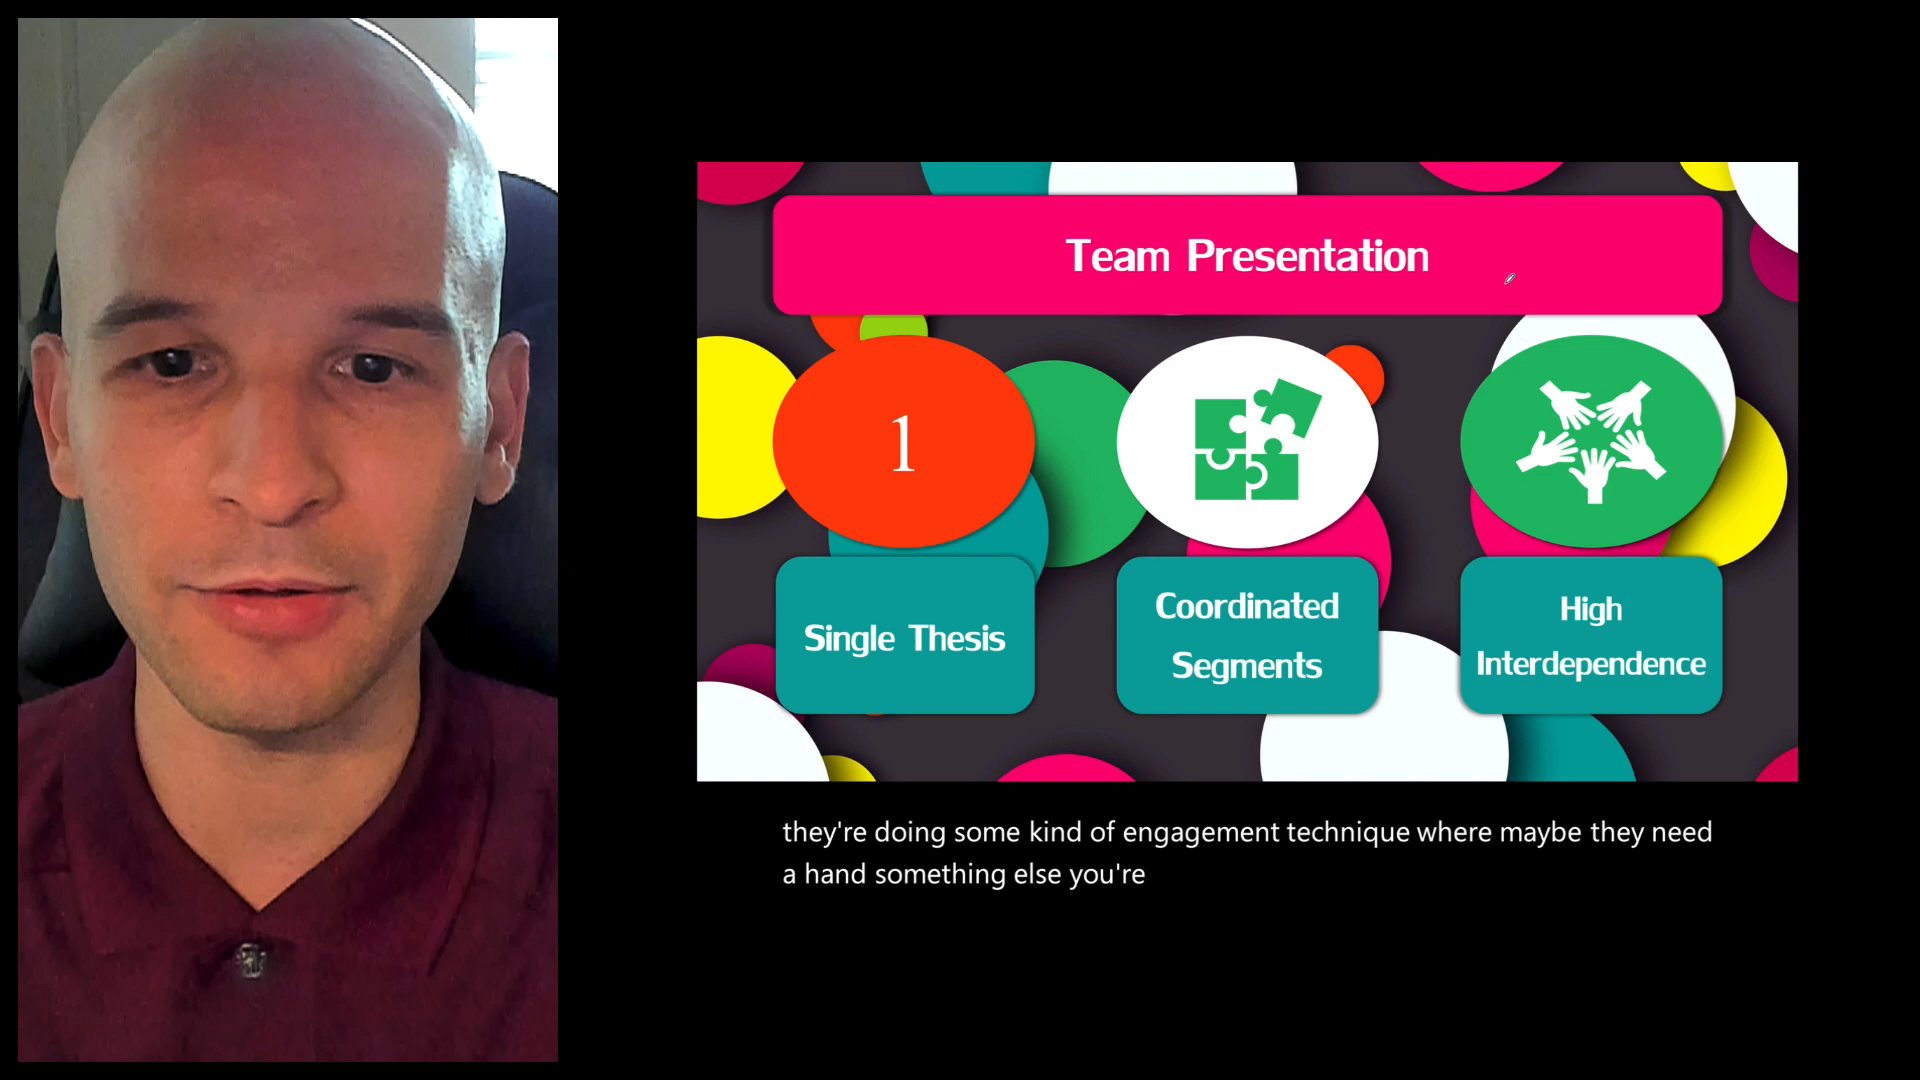 Team Presentation
1
Single Thesis
Coordinated
Segments
High
Interdependence
they're doing some kind of engagement technique where maybe they need
a hand something else you're